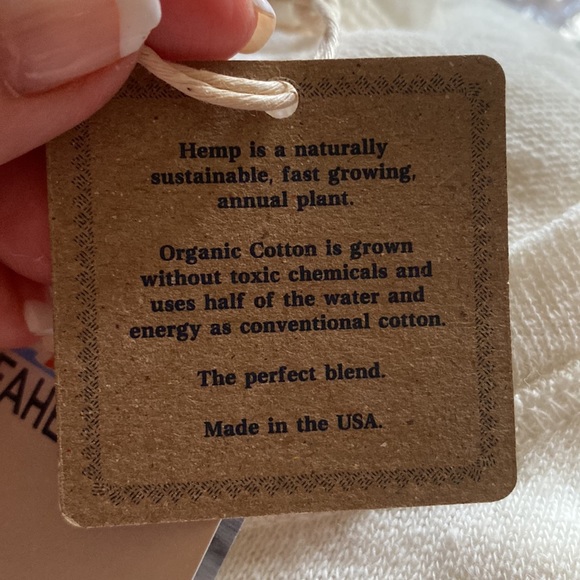 Hemp is a naturally
sustainable, fast growing,
annual plant.
Organic Cotton is grown
without toxic chemicals and
uses half of the water and
energy as conventional cotton.
The perfect blend.
Made in the USA.